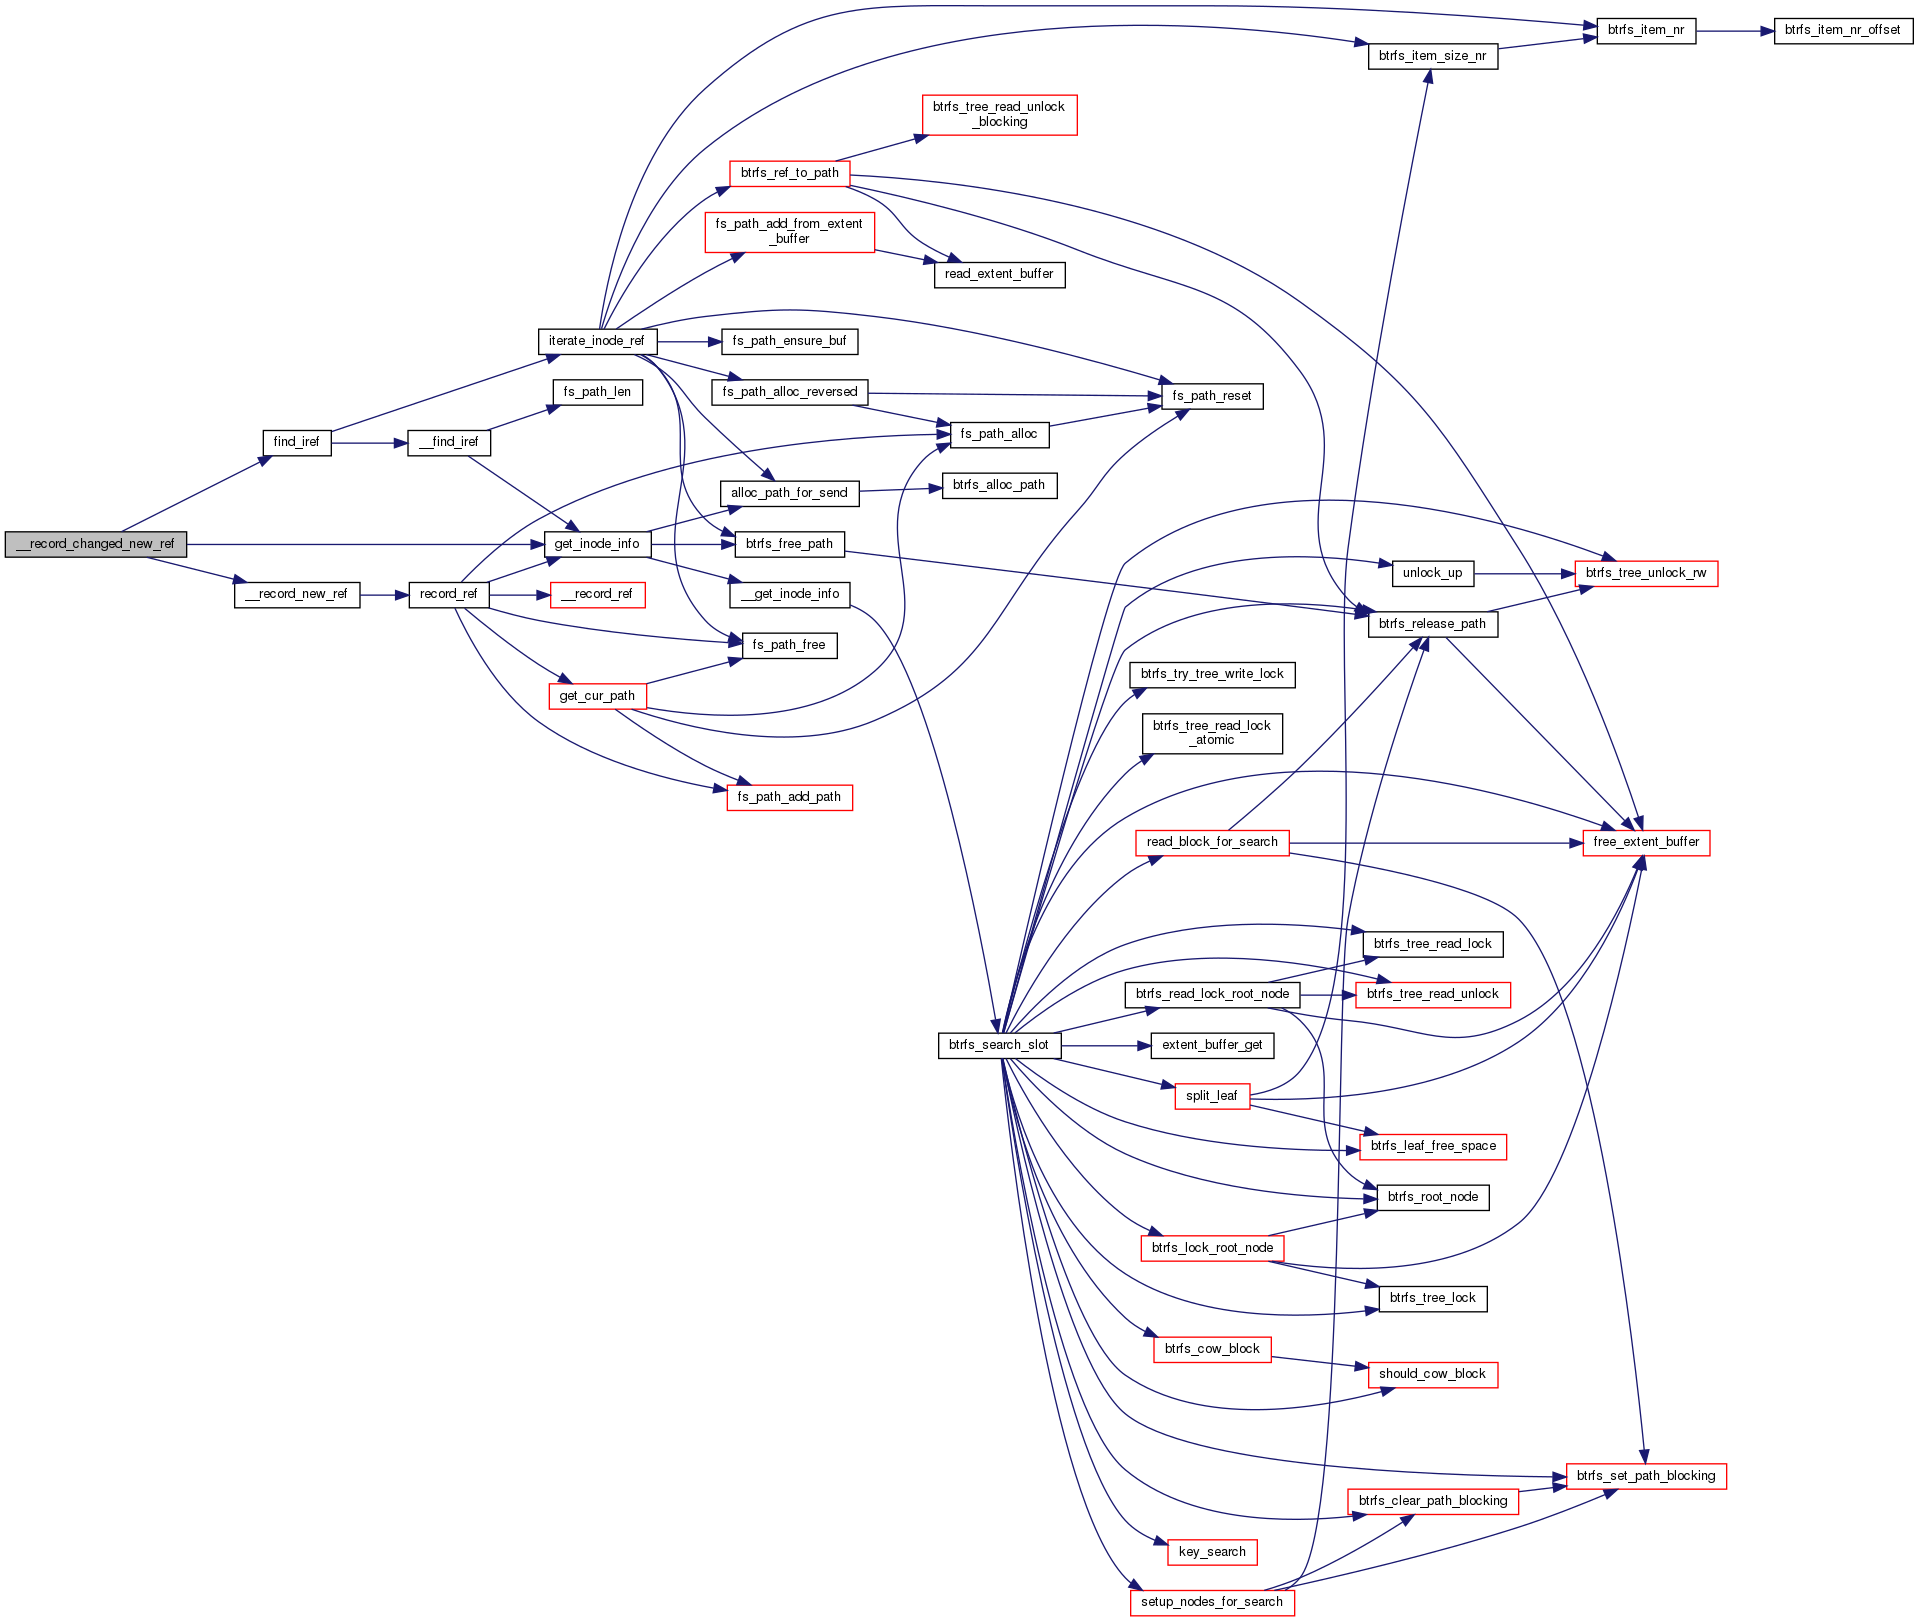 btrfs_item_nr
btrfs_item_nr_offset
btrfs_item_size_nr
btrfs_tree_read_unlock
_blocking
btrfs_ref_to_path
fs_path_add_from_extent
_buffer
read_extent_buffer
iterate_inode_ref
fs_path_ensure_buf
fs_path_len
fs_path_alloc_reversed
fs_path_reset
find_iref
__find_iref
fs_path_alloc
alloc_path_for_send
btrfs_alloc_path
__record_changed_new_ref
get_inode_info
btrfs_free_path
unlock_up
btrfs_tree_unlock_rw
__record_new_ref
record_ref
__record_ref
__get_inode_info
btrfs_release_path
fs_path_free
btrfs_try_tree_write_lock
get_cur_path
btrfs_tree_read_lock
_atomic
fs_path_add_path
read_block_for_search
free_extent_buffer
btrfs_tree_read_lock
btrfs_read_lock_root_node
btrfs_tree_read_unlock
btrfs_search_slot
extent_buffer_get
split_leaf
btrfs_leaf_free_space
btrfs_root_node
btrfs_lock_root_node
btrfs_tree_lock
btrfs_cow_block
should_cow_block
btrfs_set_path_blocking
btrfs_clear_path_blocking
key_search
setup_nodes_for_search